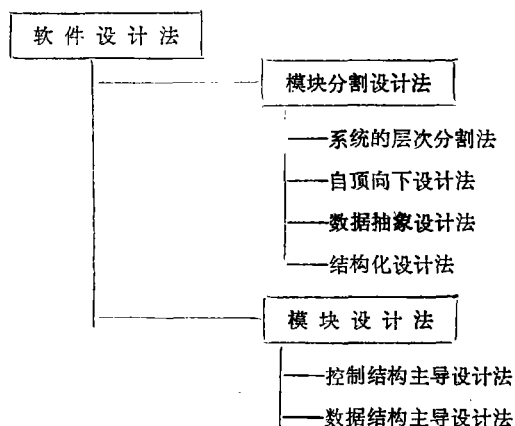 软件设计法
模块分割设计法
系统的层次分割法
自顶向下设计法
数据抽象设计法
结构化设计法
模块设计法
控制结构主导设计法
数据结构主导设计法